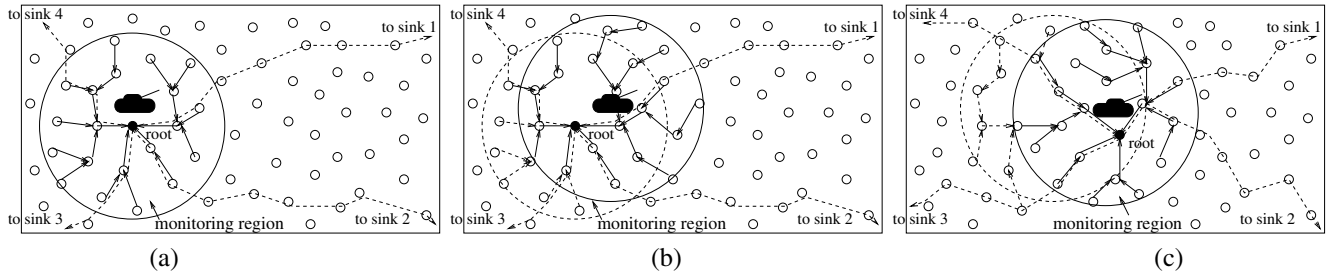 to sink 4
to sink 1
root
to sink 3
to sink 2
monitoring region
(a)
to sink 4
to sink 1
root
to sink 3
to sink 2
monitoring region
(b)
to sink 4
to sink 1
root
to sink 3
to sink 2
monitoring region
(c)